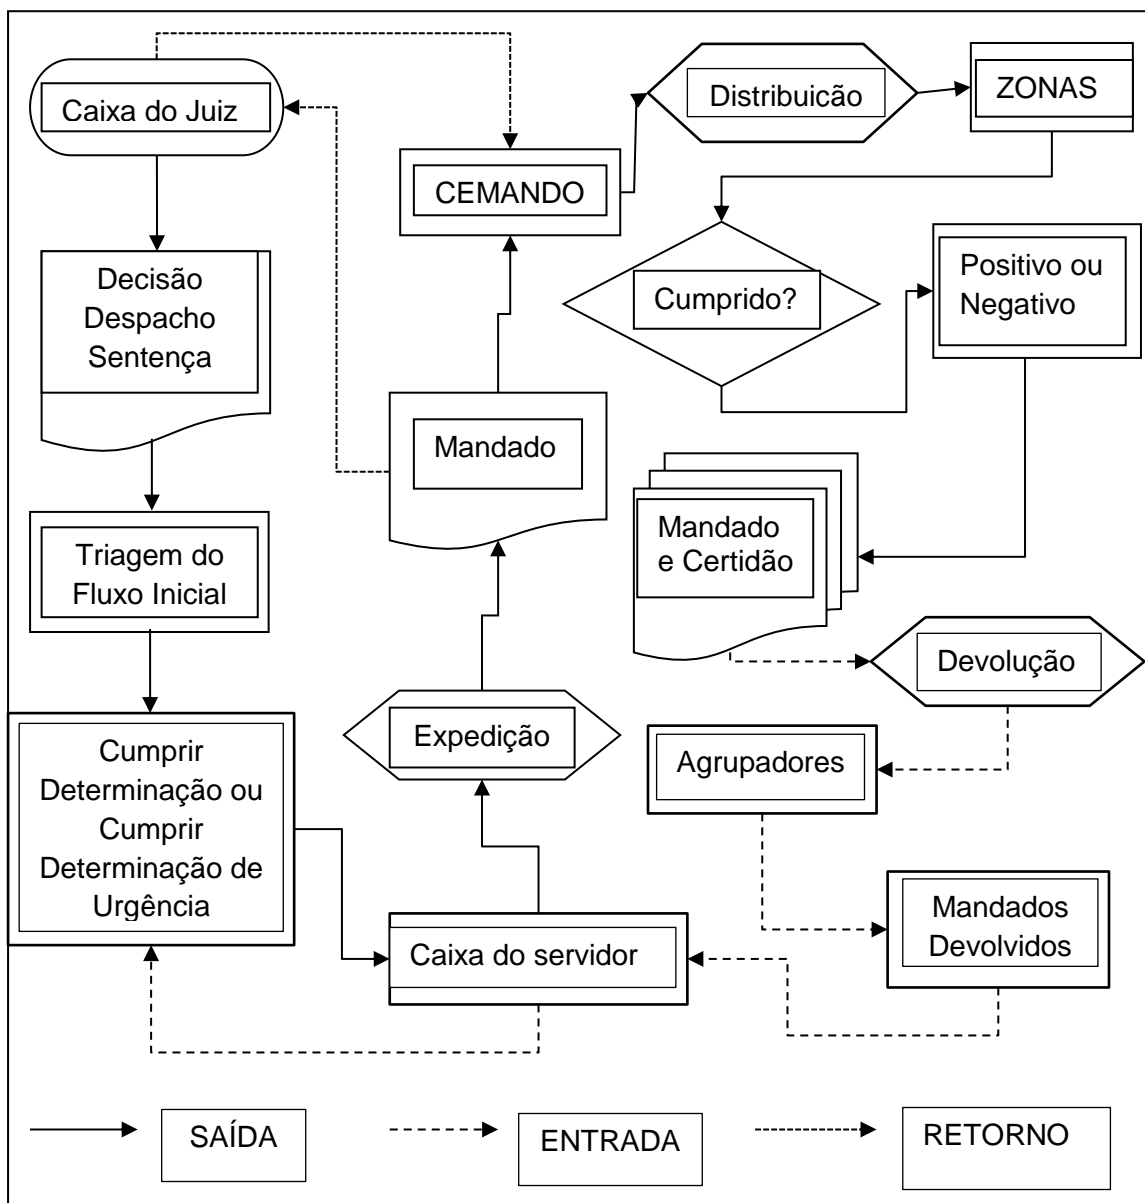 Caixa do Juiz
Decisão
Despacho
Sentença
Triagem do
Fluxo Inicial
Cumprir
Determinação ou
Cumprir
Determinação de
Urgência
Caixa do servidor
Expedição
Mandado
CEMANDO
Distribuicão
ZONAS
Cumprido?
Positivo ou
Negativo
Mandado
e Certidão
Devolução
Agrupadores
Mandados
Devolvidos
SAÍDA
ENTRADA
RETORNO